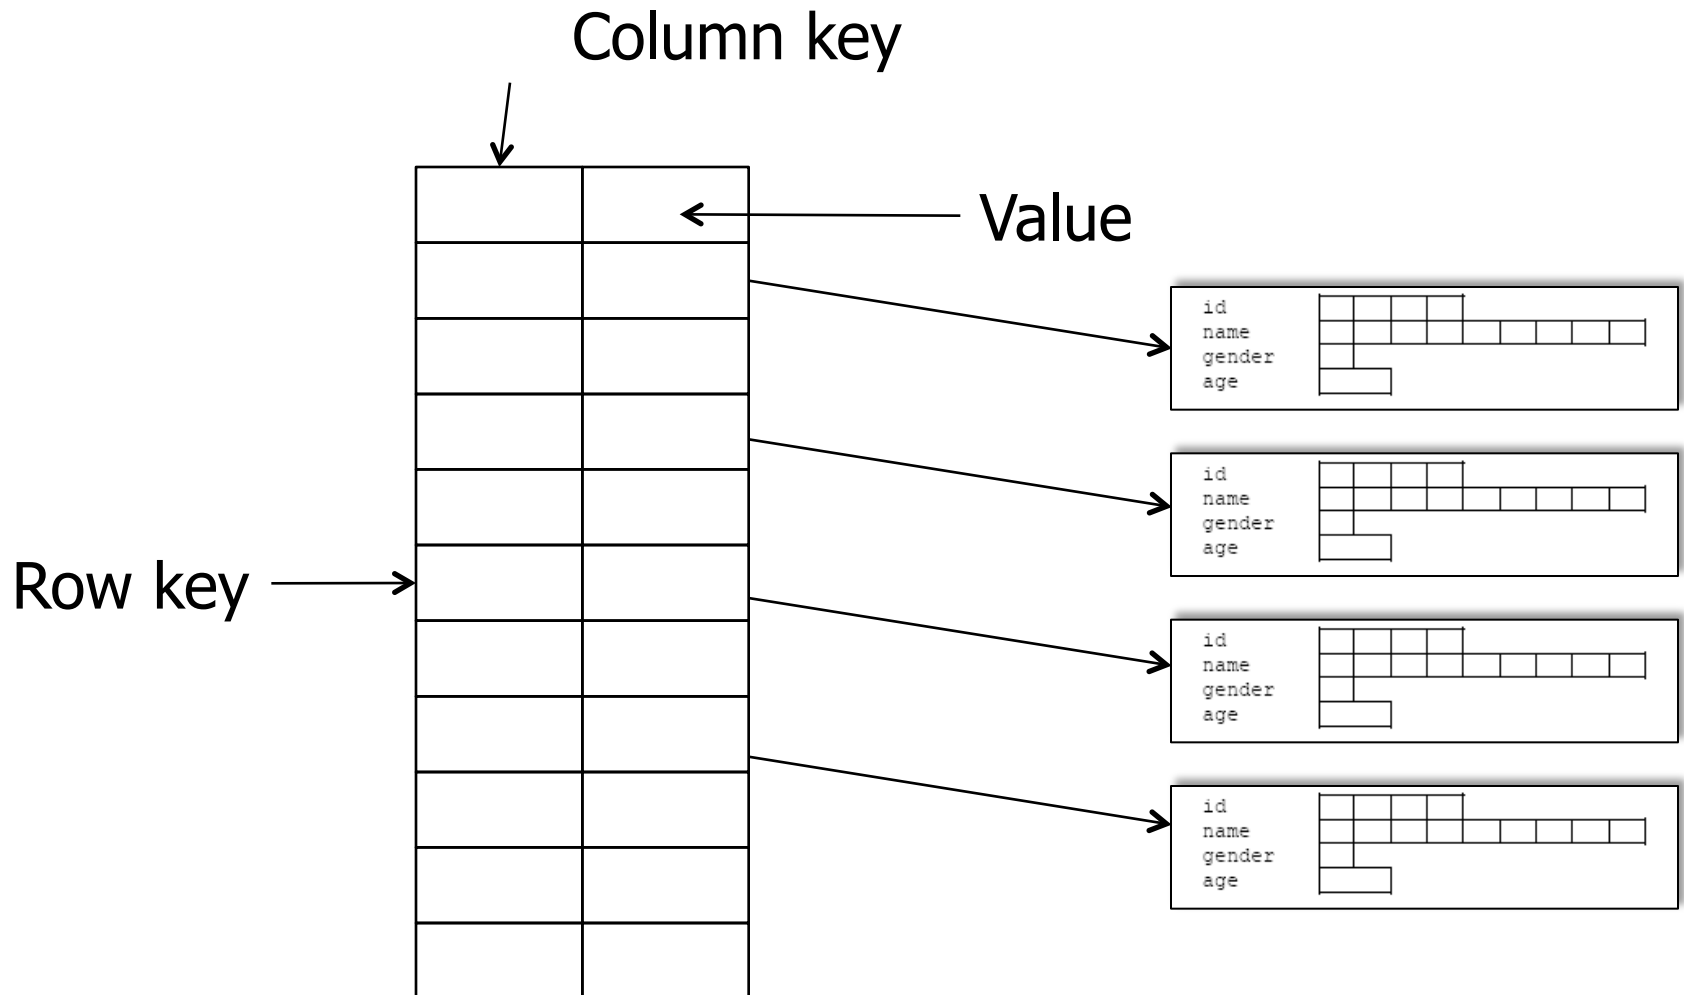 Column key
Value
Row key
id
name
gender
age
id
name
gender
age
id
name
gender
age
id
name
gender
age